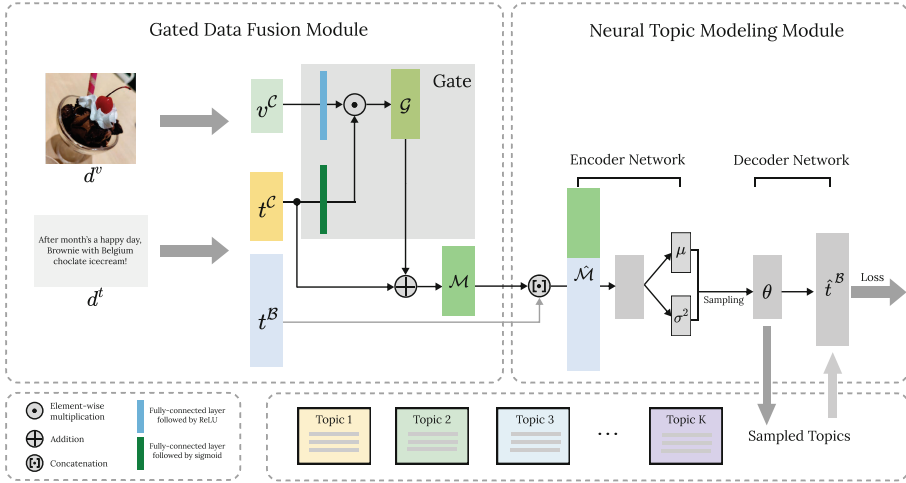 Gated Data Fusion Module
Neural Topic Modeling Module
Gate
v^C
G
d^v
t^C
After month's a happy day,
Brownie with Belgium
choclate icecream!
d^t
t^B
M
[•]
Encoder Network
Decoder Network
M̂
μ
σ²
Sampling
θ
t̂^B
Loss
Element-wise
multiplication
Addition
[•]
Concatenation
Fully-connected layer
followed by ReLU
Fully-connected layer
followed by sigmoid
Topic 1
Topic 2
Topic 3
...
Topic K
Sampled Topics